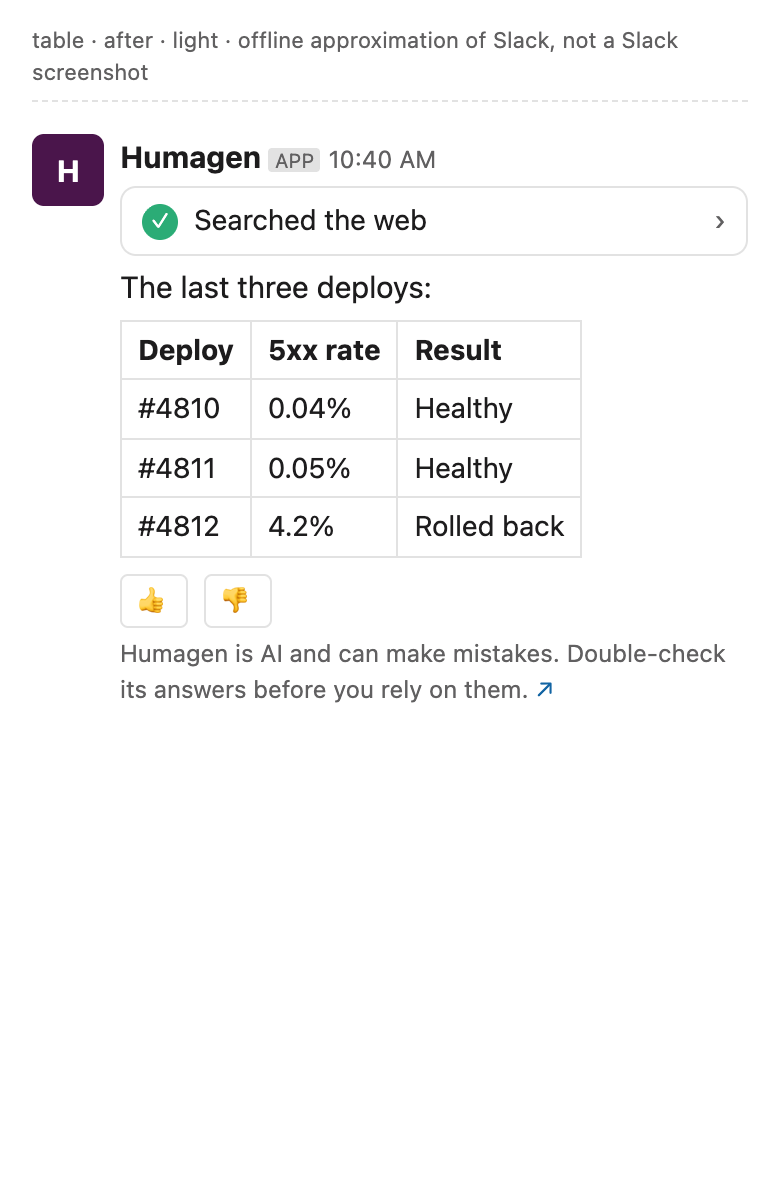 table · after · light · offline approximation of Slack, not a Slack
screenshot
H
Humagen APP 10:40 AM
Searched the web
The last three deploys:
Deploy 5xx rate Result
#4810 0.04% Healthy
#4811 0.05% Healthy
#4812 4.2% Rolled back
Humagen is AI and can make mistakes. Double-check
its answers before you rely on them.